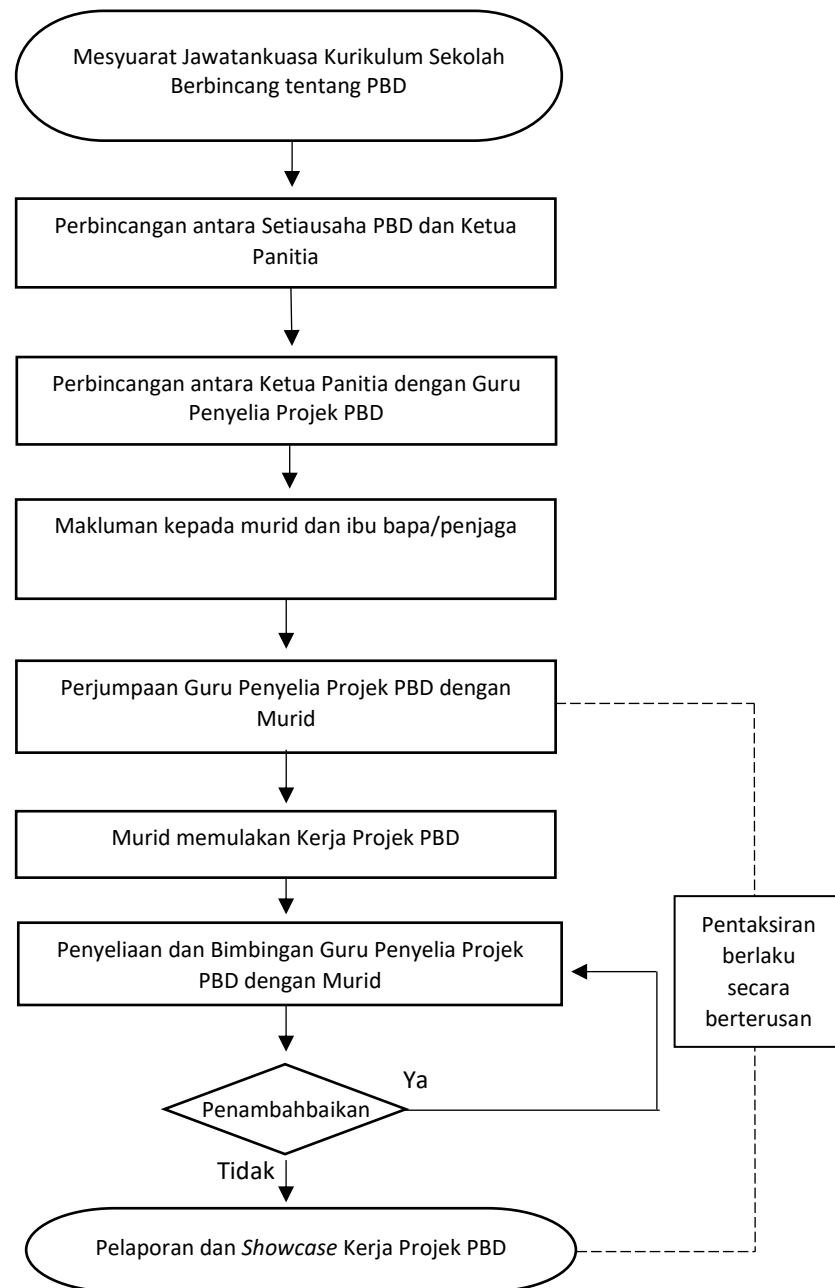 Mesyuarat Jawatankuasa Kurikulum Sekolah
Berbincang tentang PBD
Perbincangan antara Setiausaha PBD dan Ketua
Panitia
Perbincangan antara Ketua Panitia dengan Guru
Penyelia Projek PBD
Makluman kepada murid dan ibu bapa/penjaga
Perjumpaan Guru Penyelia Projek PBD dengan
Murid
Murid memulakan Kerja Projek PBD
Penyeliaan dan Bimbingan Guru Penyelia Projek
PBD dengan Murid
Pentaksiran
berlaku
secara
berterusan
Ya
Penambahbaikan
Tidak
Pelaporan dan Showcase Kerja Projek PBD